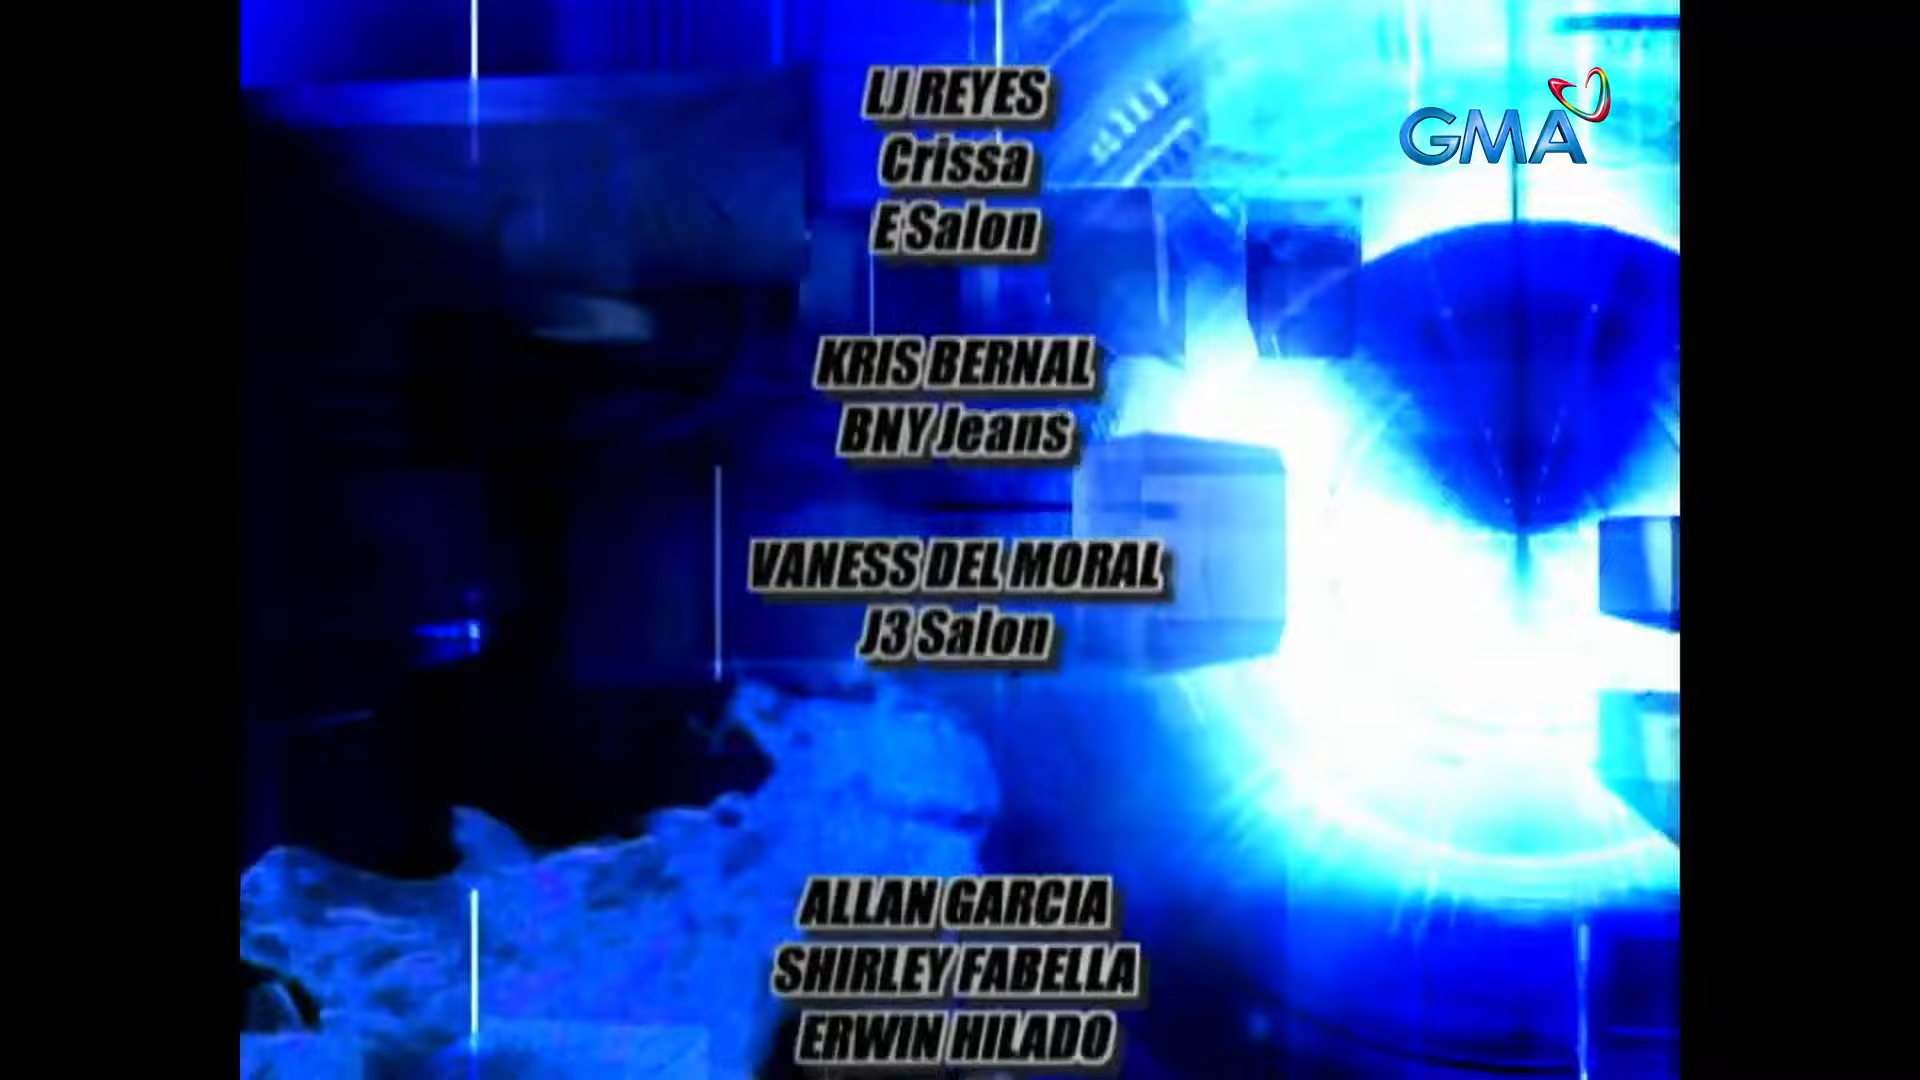 LJ REYES
Crissa
E Salon
GMA
KRIS BERNAL
BNY Jeans
VANESS DEL MORAL
J3 Salon
ALLAN GARCIA
SHIRLEY FABELLA
ERWIN HILADO